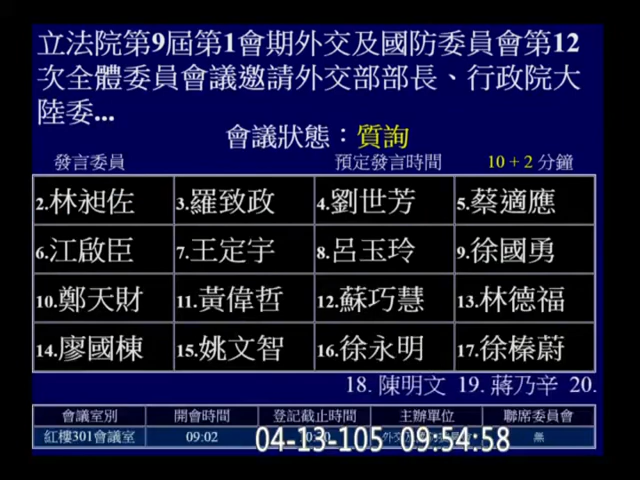 立法院第9屆第1會期外交及國防委員會第12
次全體委員會議邀請外交部部長、行政院大
陸委...
會議狀態：質詢
發言委員 預定發言時間 10 + 2 分鐘
2.林昶佐 3.羅致政 4.劉世芳 5.蔡適應
6.江啟臣 7.王定宇 8.呂玉玲 9.徐國勇
10.鄭天財 11.黃偉哲 12.蘇巧慧 13.林德福
14.廖國棟 15.姚文智 16.徐永明 17.徐榛蔚
18. 陳明文 19. 蔣乃辛 20.
會議室別 開會時間 登記截止時間 主辦單位 聯席委員會
紅樓301會議室 09:02 無
04-13-105 09:54:58